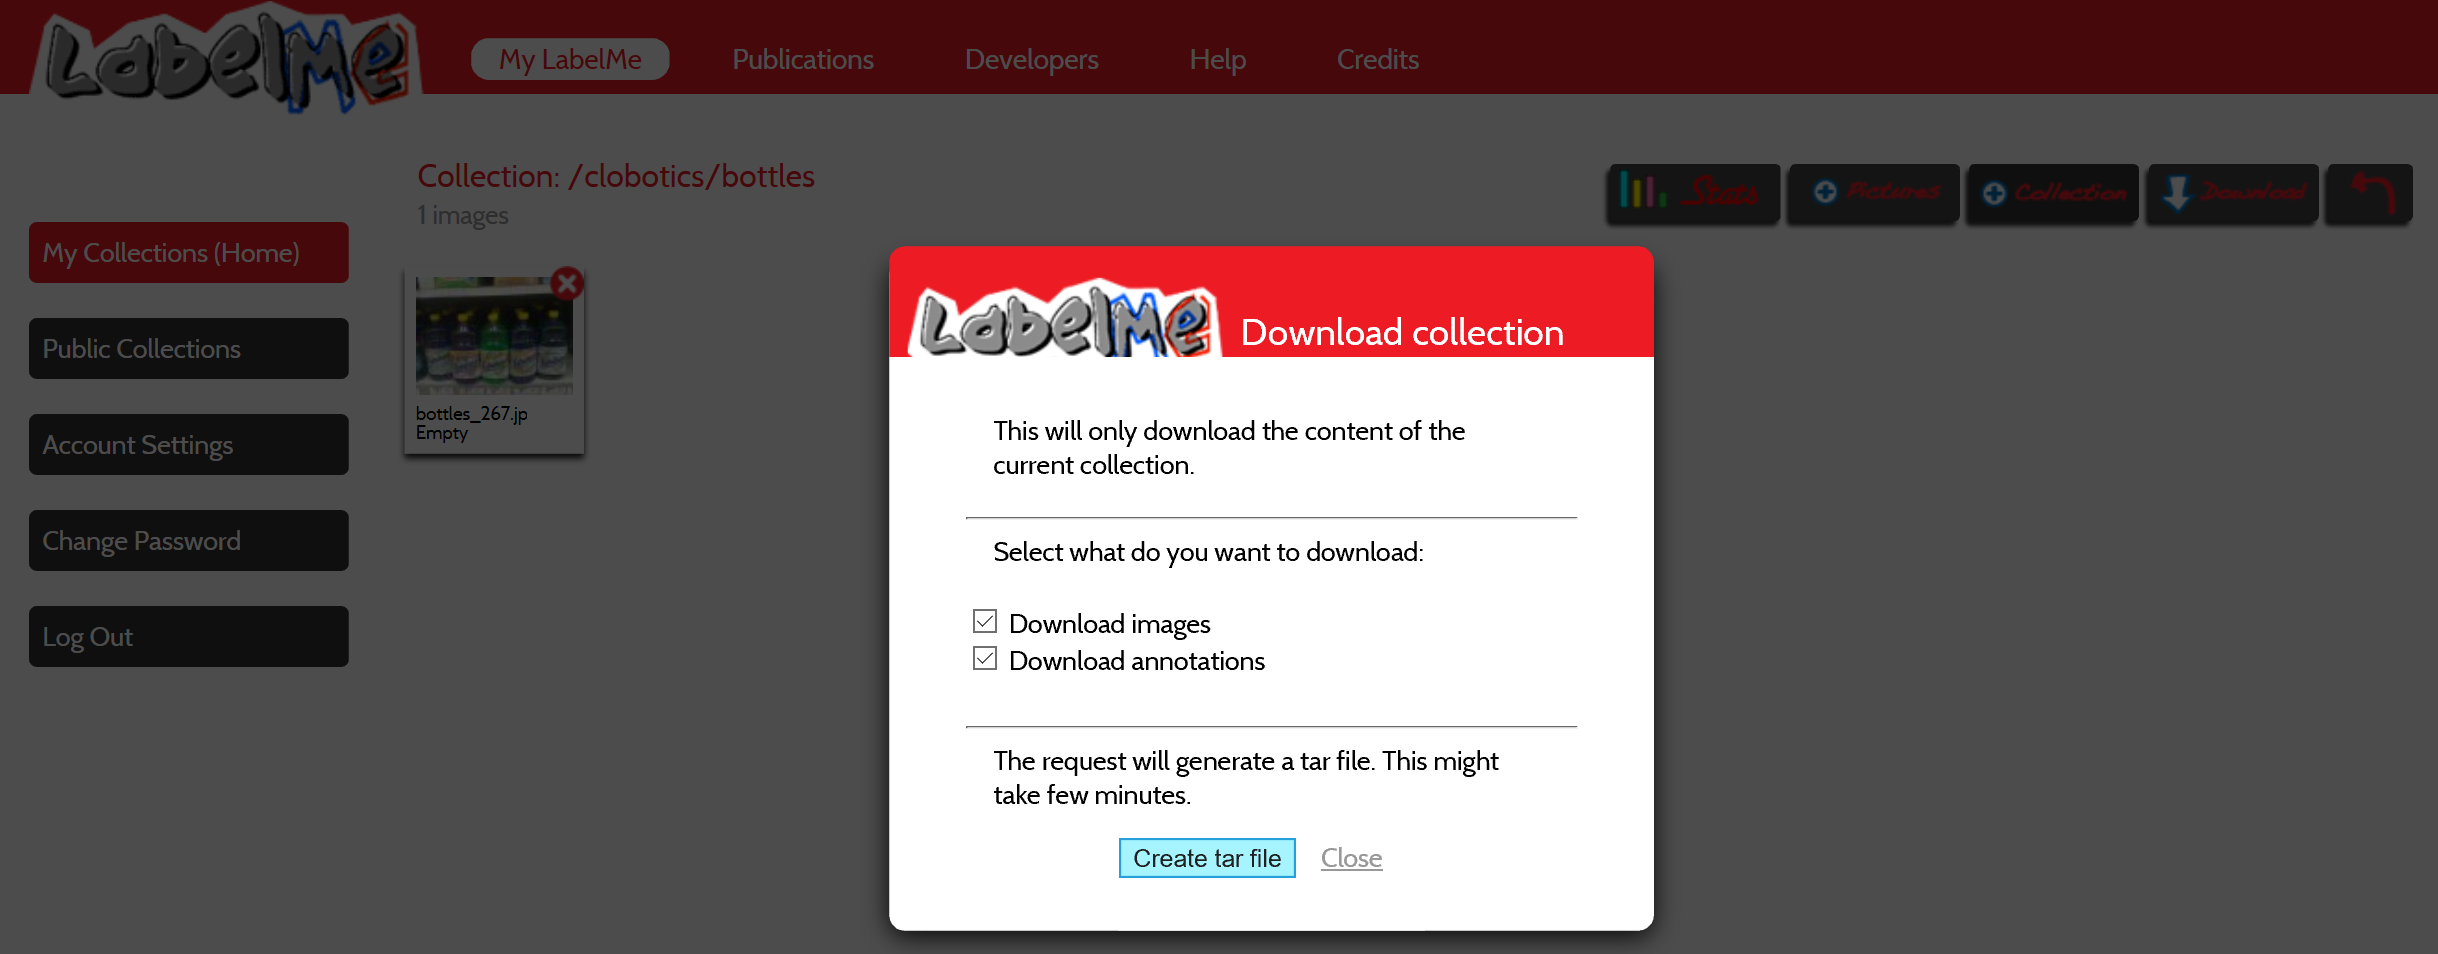 LabelMe
My LabelMe
Publications
Developers
Help
Credits
Collection: /clobotics/bottles
1 images
Stats
Pictures
Collection
Download
My Collections (Home)
Public Collections
Account Settings
Change Password
Log Out
bottles_267.jp
Empty
LabelMe
Download collection
This will only download the content of the
current collection.
Select what do you want to download:
Download images
Download annotations
The request will generate a tar file. This might
take few minutes.
Create tar file
Close